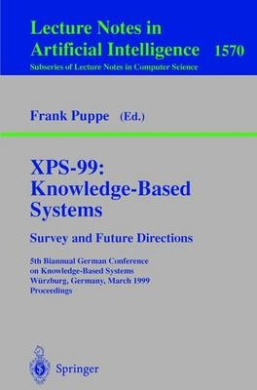 Lecture Notes in
Artificial Intelligence 1570
Subseries of Lecture Notes in Computer Science
Frank Puppe (Ed.)
XPS-99:
Knowledge-Based
Systems
Survey and Future Directions
5th Biannual German Conference
on Knowledge-Based Systems
Würzburg, Germany, March 1999
Proceedings
Springer